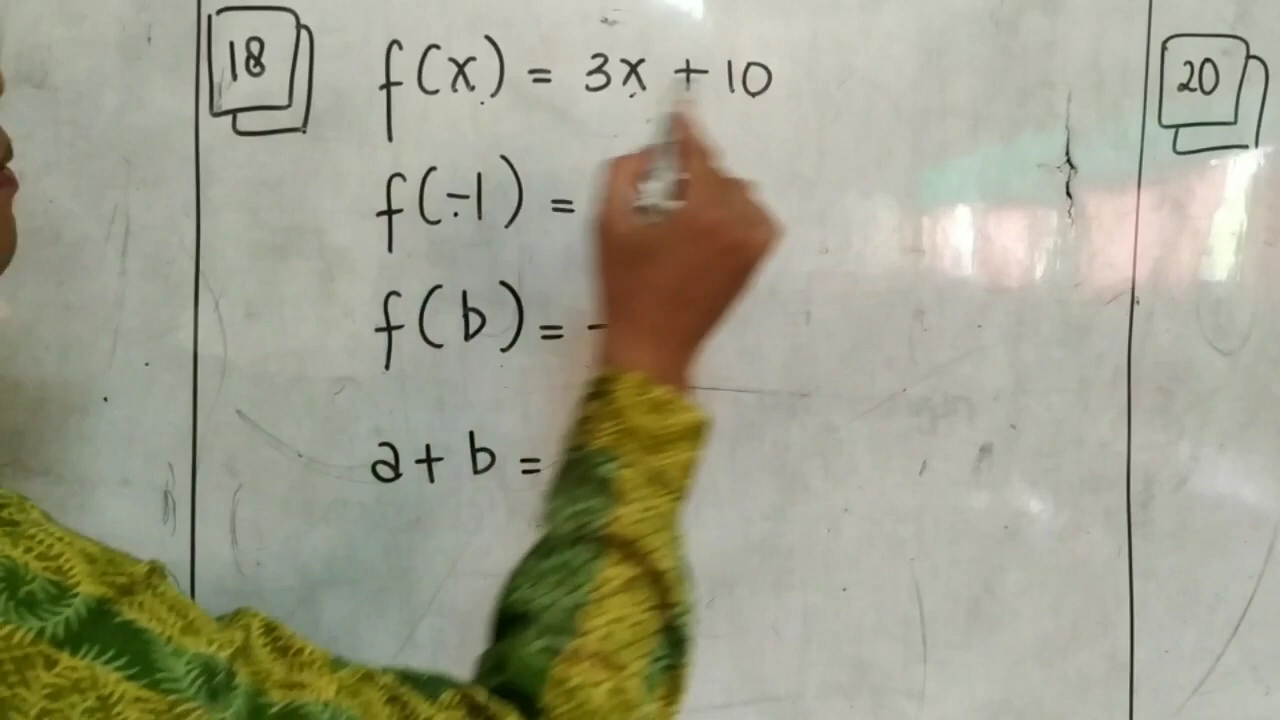 18
f(x) = 3x + 10
f(-1) =
f(b) = -
a + b =
20